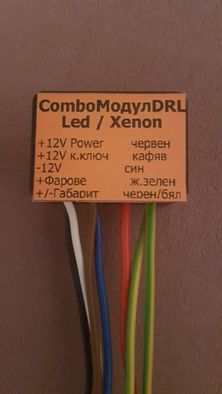 ComboМодулDRL
Led / Xenon
+12V Power червен
+12V к.ключ кафяв
-12V син
+Фарове ж.зелен
+/-Габарит черен/бял